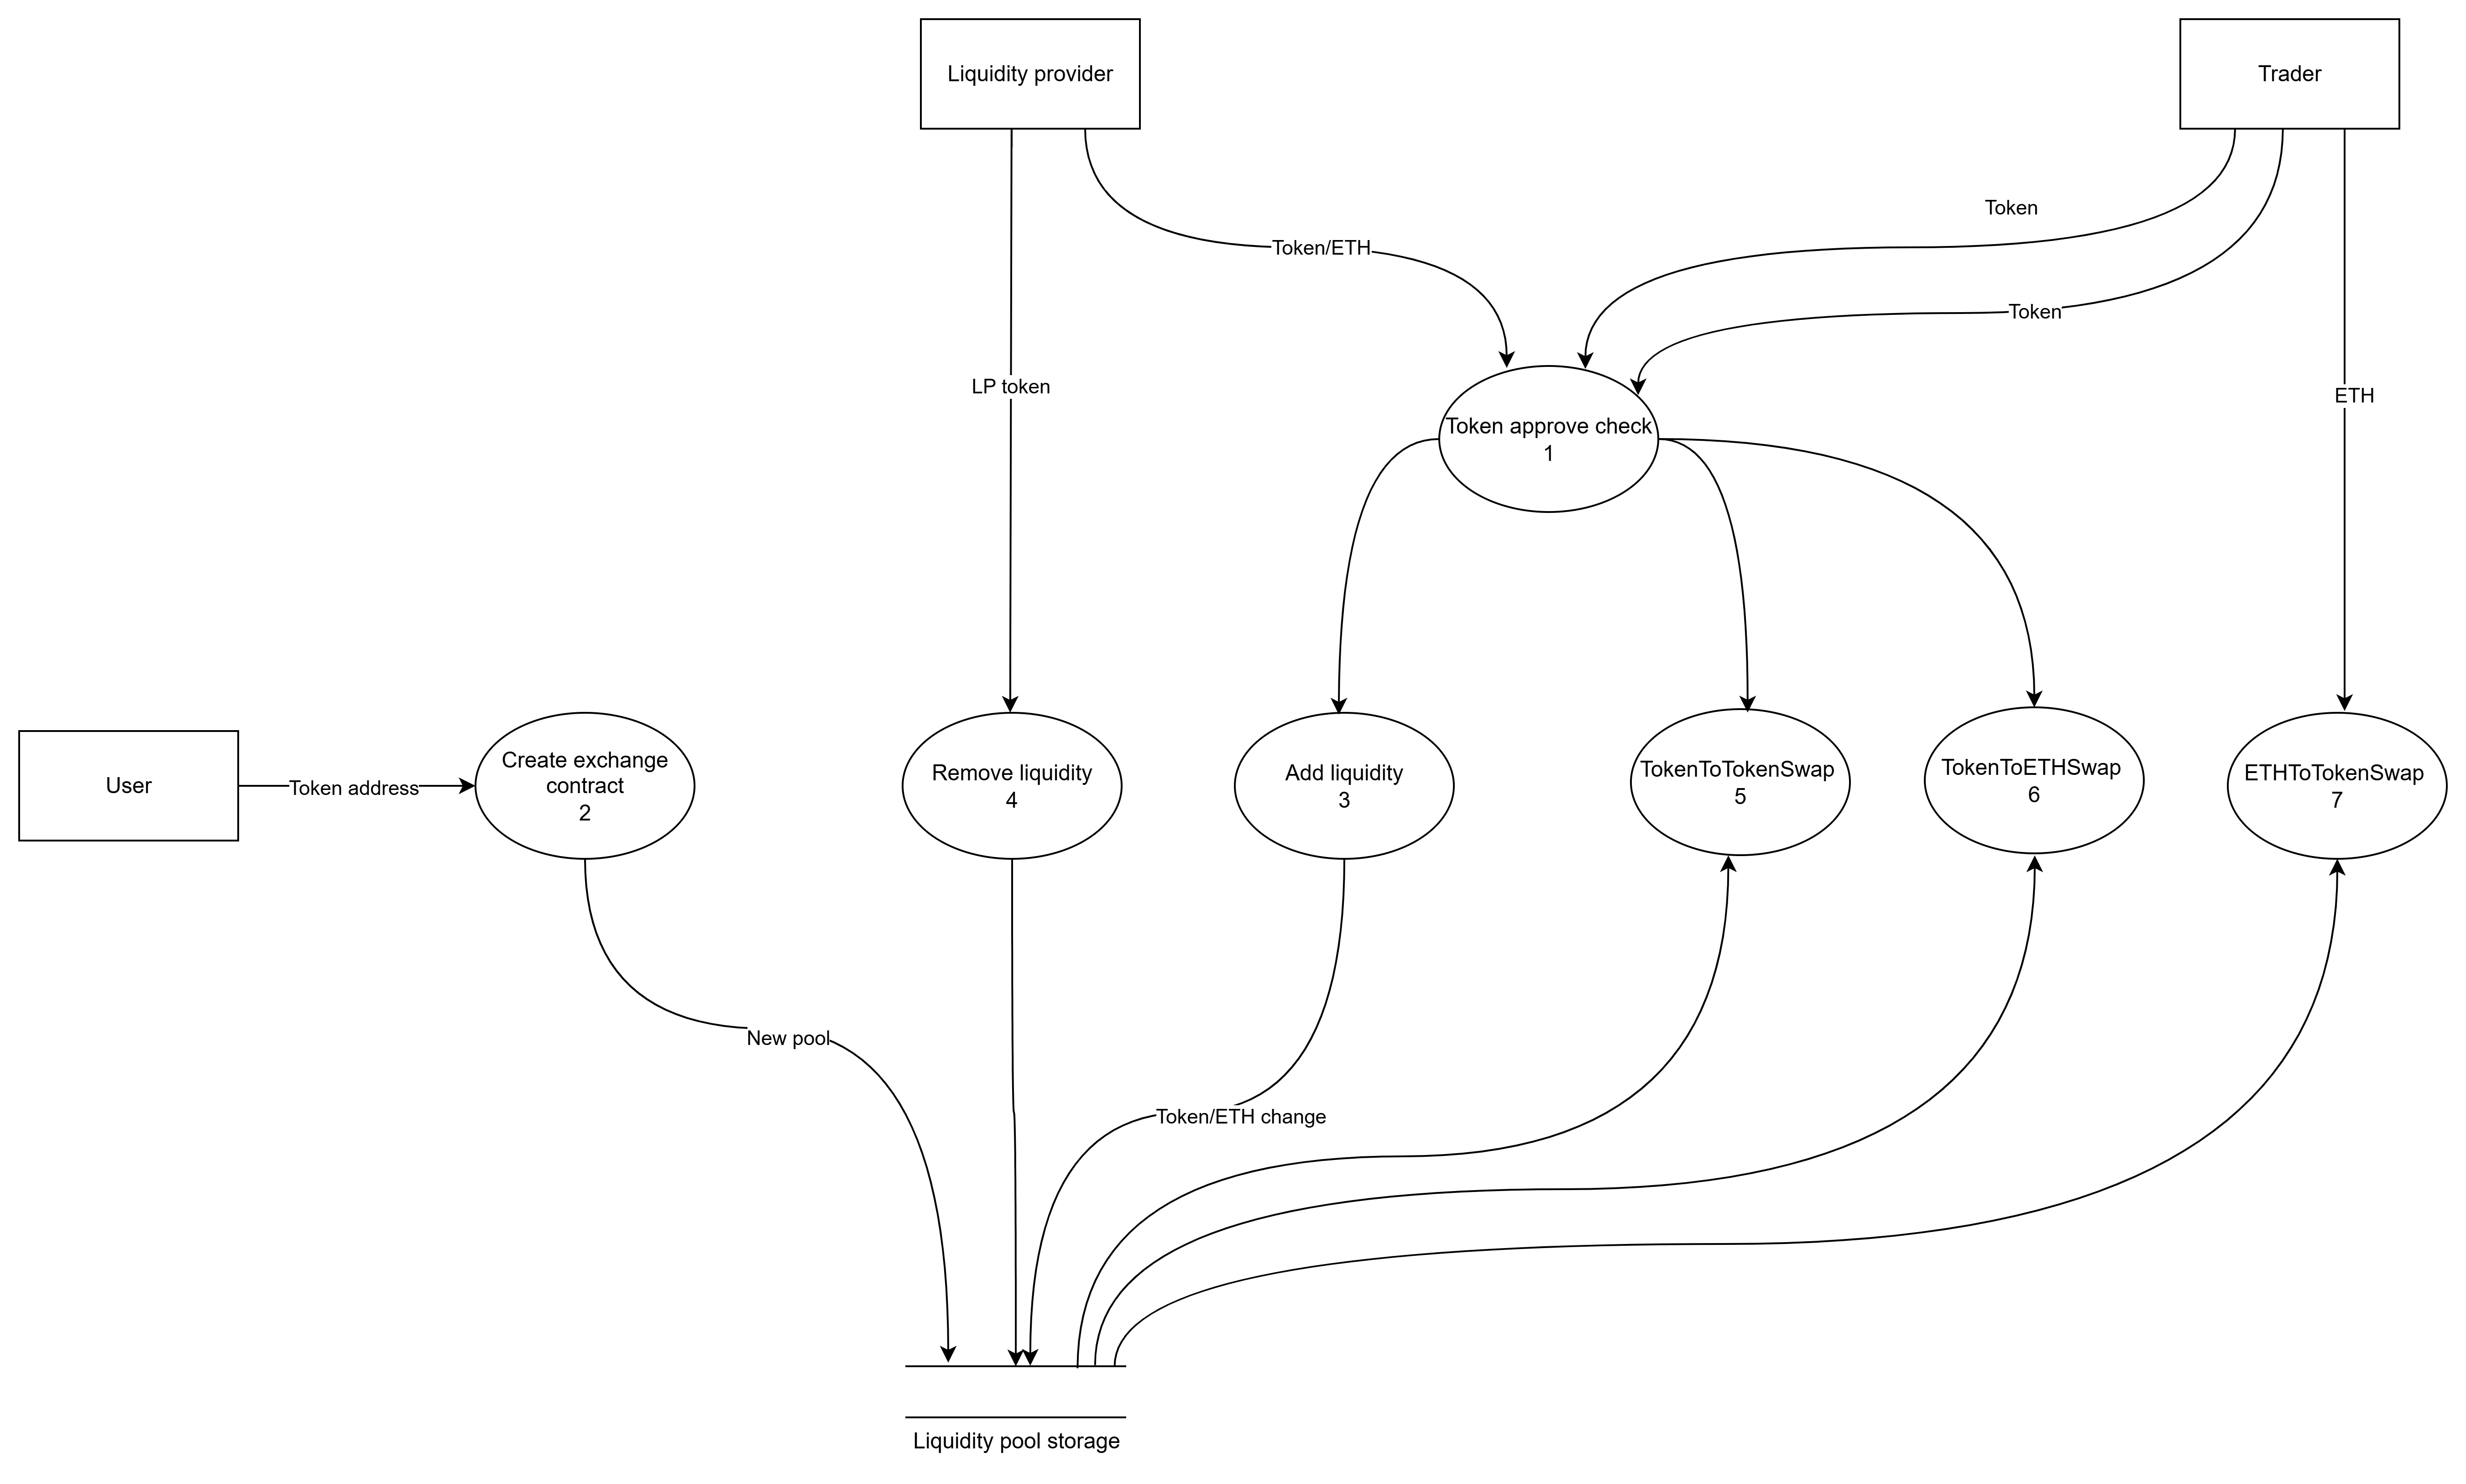 Liquidity provider
Trader
Token
Token/ETH
Token
LP token
ETH
Token approve check
1
User
Token address
Create exchange
contract
2
Remove liquidity
4
Add liquidity
3
TokenToTokenSwap
5
TokenToETHSwap
6
ETHToTokenSwap
7
New pool
Token/ETH change
Liquidity pool storage